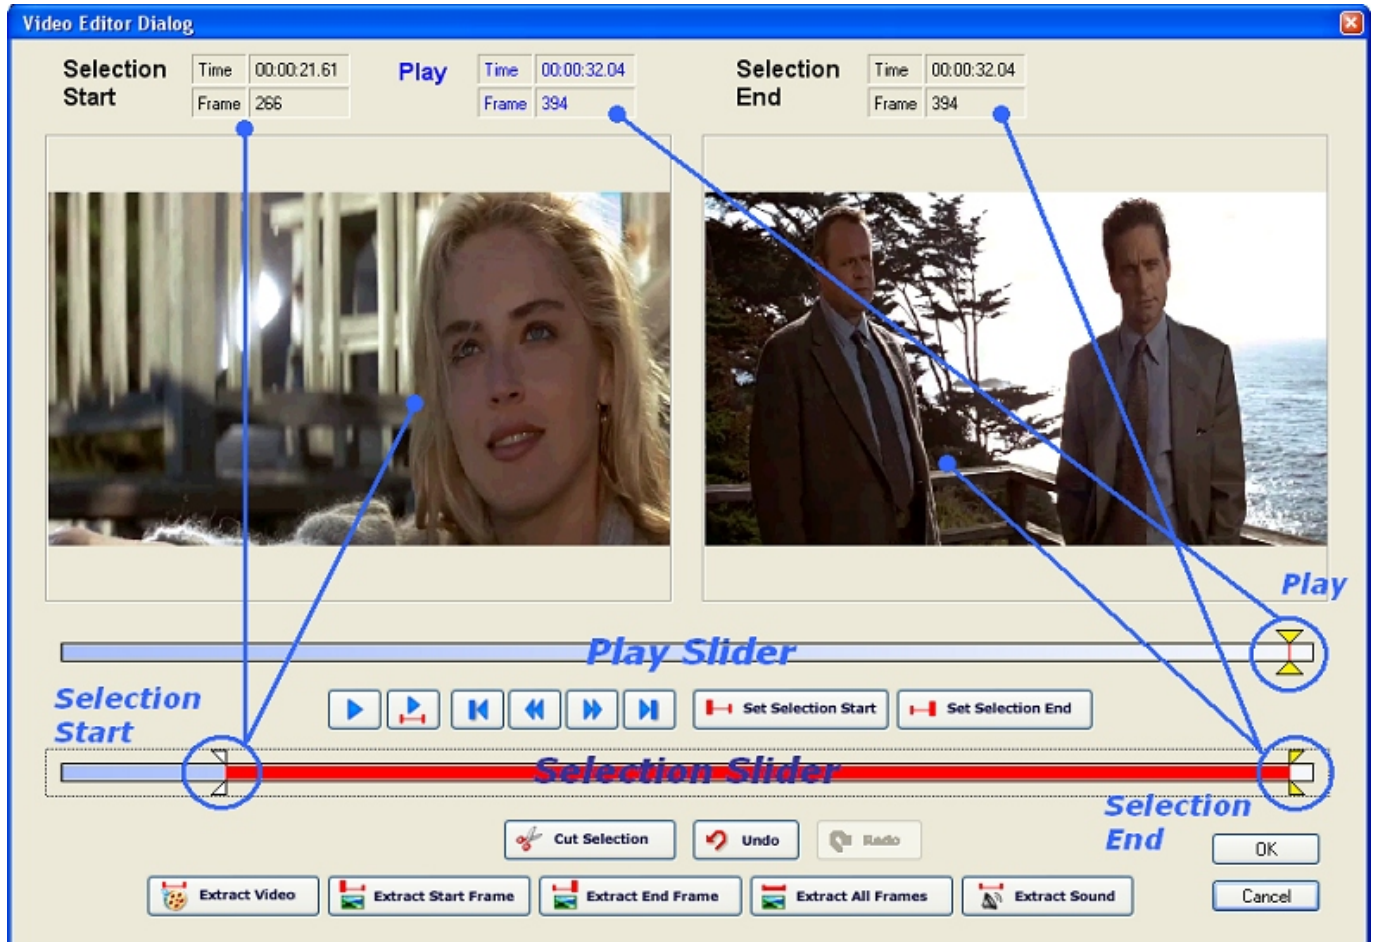 Video Editor Dialog
Selection Start
Time 00:00:21.61
Frame 266
Play
Time 00:00:32.04
Frame 394
Selection End
Time 00:00:32.04
Frame 394
Play
Play Slider
Selection Start
Set Selection Start
Set Selection End
Selection Slider
Selection End
Cut Selection
Undo
Redo
OK
Extract Video
Extract Start Frame
Extract End Frame
Extract All Frames
Extract Sound
Cancel